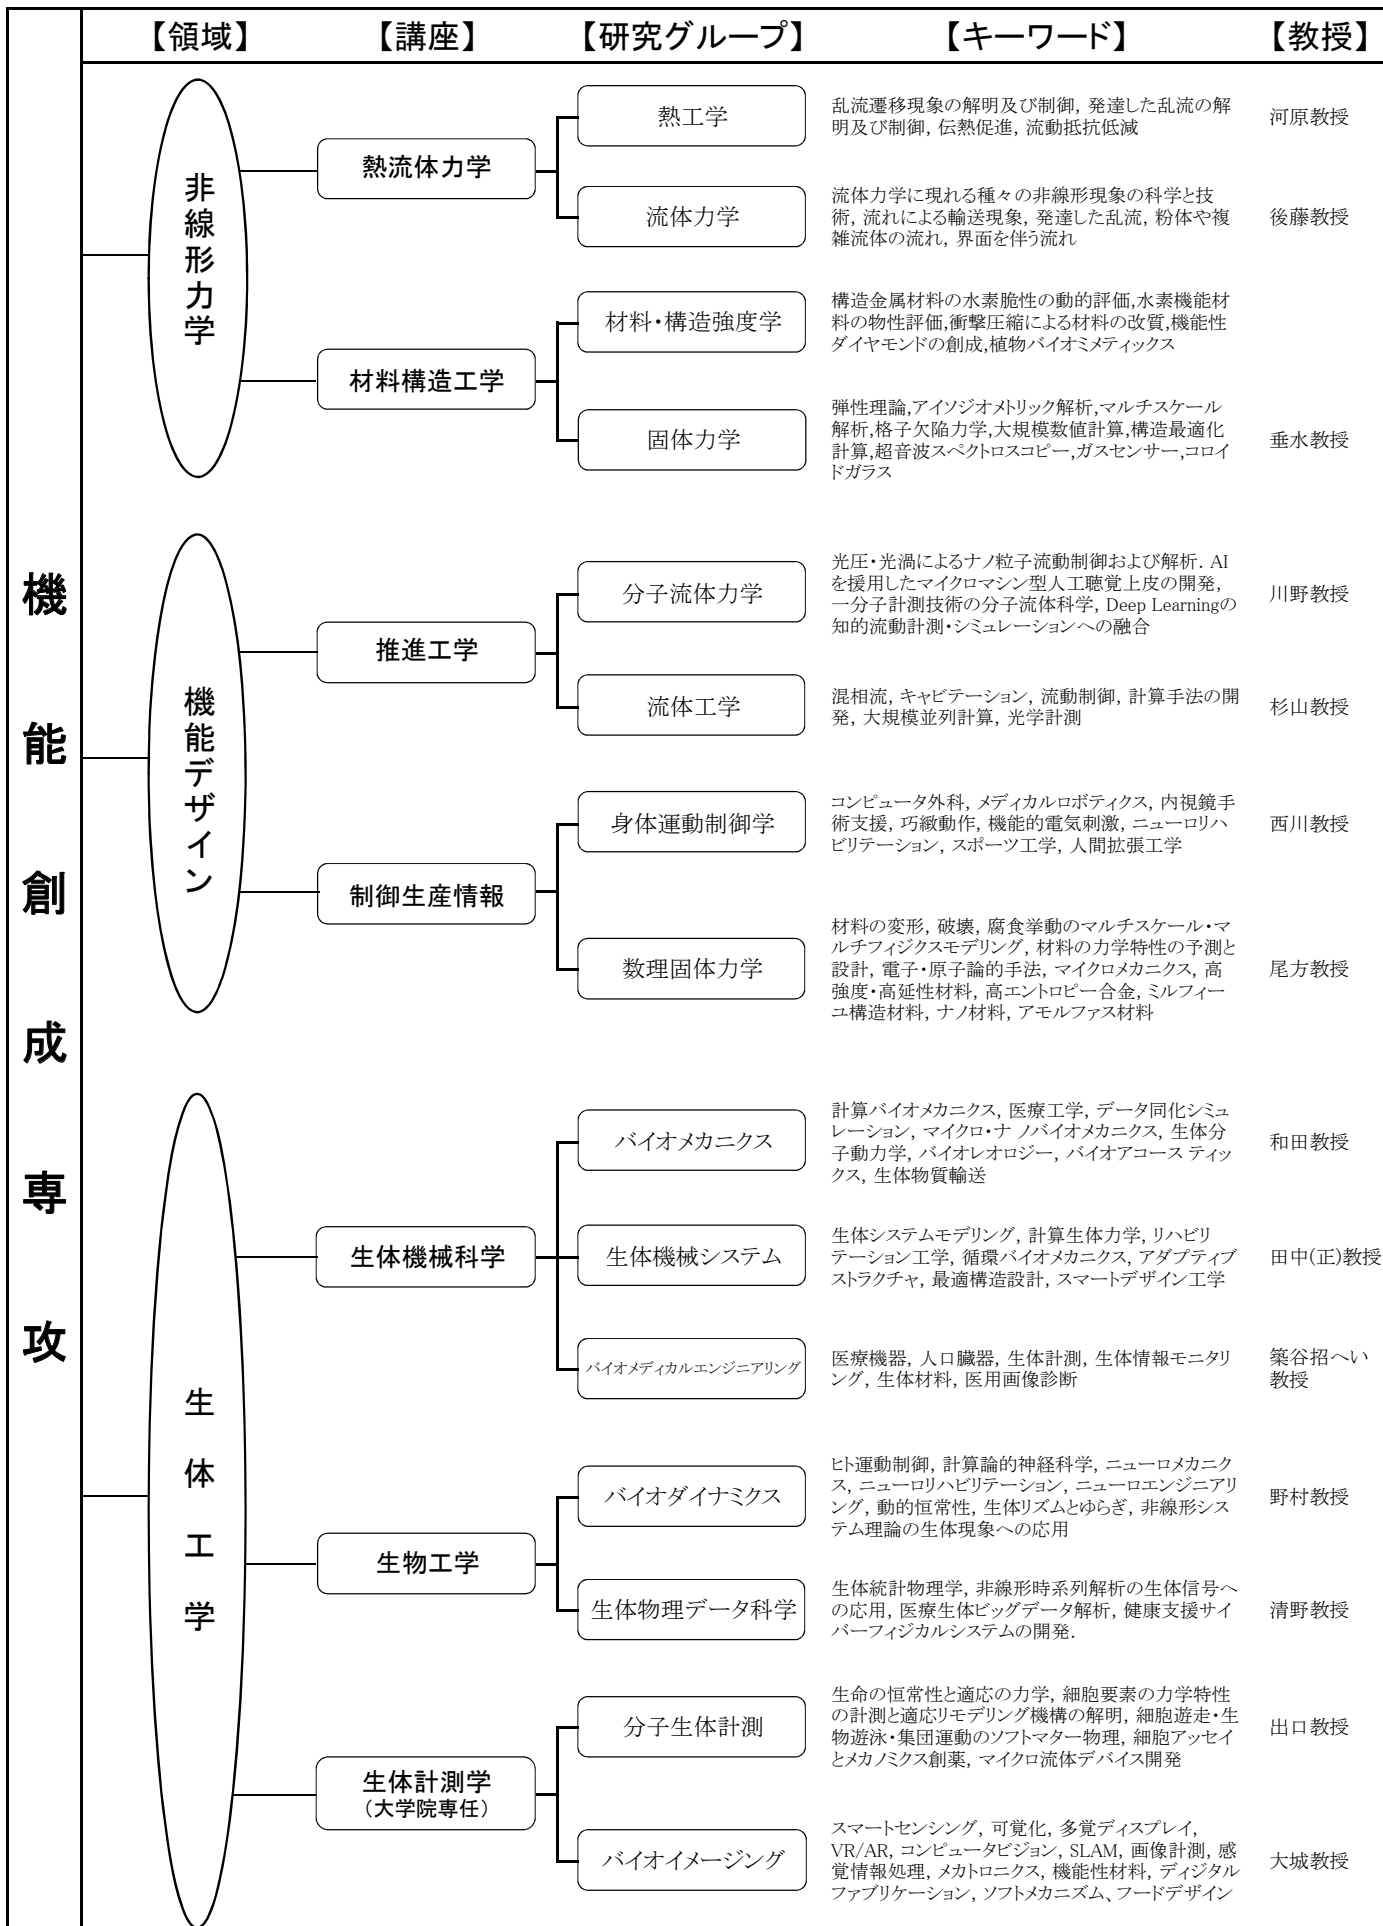 【領域】
【講座】
【研究グループ】
【キーワード】
【教授】
機能創成専攻
非線形力学
熱流体力学
熱工学
乱流遷移現象の解明及び制御, 発達した乱流の解
明及び制御, 伝熱促進, 流動抵抗低減
河原教授
流体力学
流体力学に現れる種々の非線形現象の科学と技
術, 流れによる輸送現象, 発達した乱流, 粉体や複
雑流体の流れ, 界面を伴う流れ
後藤教授
材料構造工学
材料・構造強度学
構造金属材料の水素脆性の動的評価,水素機能材
料の物性評価,衝撃圧縮による材料の改質,機能性
ダイヤモンドの創成,植物バイオミメティックス
固体力学
弾性理論,アイソジオメトリック解析,マルチスケール
解析,格子欠陥力学,大規模数値計算,構造最適化
計算,超音波スペクトロスコピー,ガスセンサー,コロイ
ドガラス
垂水教授
機能デザイン
推進工学
分子流体力学
光圧・光渦によるナノ粒子流動制御および解析. AI
を援用したマイクロマシン型人工聴覚上皮の開発,
一分子計測技術の分子流体科学, Deep Learningの
知的流動計測・シミュレーションへの融合
川野教授
流体工学
混相流, キャビテーション, 流動制御, 計算手法の開
発, 大規模並列計算, 光学計測
杉山教授
制御生産情報
身体運動制御学
コンピュータ外科, メディカルロボティクス, 内視鏡手
術支援, 巧緻動作, 機能的電気刺激, ニューロリハ
ビリテーション, スポーツ工学, 人間拡張工学
西川教授
数理固体力学
材料の変形, 破壊, 腐食挙動のマルチスケール・マ
ルチフィジクスモデリング, 材料の力学特性の予測と
設計, 電子・原子論的手法, マイクロメカニクス, 高
強度・高延性材料, 高エントロピー合金, ミルフィー
ユ構造材料, ナノ材料, アモルファス材料
尾方教授
生体工学
生体機械科学
バイオメカニクス
計算バイオメカニクス, 医療工学, データ同化シミュ
レーション, マイクロ・ナ ノバイオメカニクス, 生体分
子動力学, バイオレオロジー, バイオアコース ティッ
クス, 生体物質輸送
和田教授
生体機械システム
生体システムモデリング, 計算生体力学, リハビリ
テーション工学, 循環バイオメカニクス, アダプティブ
ストラクチャ, 最適構造設計, スマートデザイン工学
田中(正)教授
バイオメディカルエンジニアリング
医療機器, 人口臓器, 生体計測, 生体情報モニタリ
ング, 生体材料, 医用画像診断
築谷招へい
教授
生物工学
バイオダイナミクス
ヒト運動制御, 計算論的神経科学, ニューロメカニク
ス, ニューロリハビリテーション, ニューロエンジニアリ
ング, 動的恒常性, 生体リズムとゆらぎ, 非線形シス
テム理論の生体現象への応用
野村教授
生体物理データ科学
生体統計物理学, 非線形時系列解析の生体信号へ
の応用, 医療生体ビッグデータ解析, 健康支援サイ
バーフィジカルシステムの開発.
清野教授
生体計測学
(大学院専任)
分子生体計測
生命の恒常性と適応の力学, 細胞要素の力学特性
の計測と適応リモデリング機構の解明, 細胞遊走・生
物遊泳・集団運動のソフトマター物理, 細胞アッセイ
とメカノミクス創薬, マイクロ流体デバイス開発
出口教授
バイオイメージング
スマートセンシング, 可覚化, 多覚ディスプレイ,
VR/AR, コンピュータビジョン, SLAM, 画像計測, 感
覚情報処理, メカトロニクス, 機能性材料, ディジタル
ファブリケーション, ソフトメカニズム、フードデザイン
大城教授